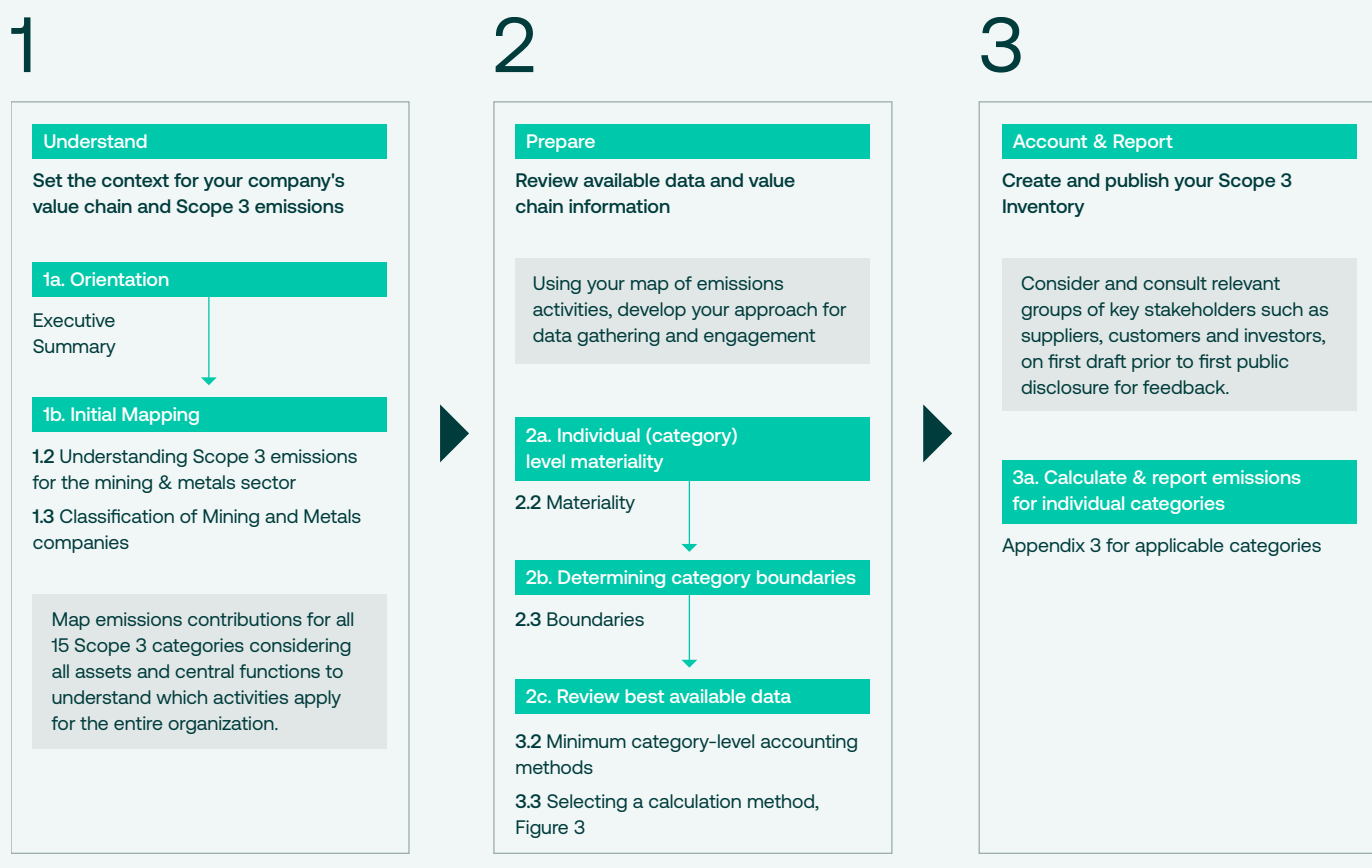 1
Understand
Set the context for your company's
value chain and Scope 3 emissions
1a. Orientation
Executive
Summary
1b. Initial Mapping
1.2 Understanding Scope 3 emissions
for the mining & metals sector
1.3 Classification of Mining and Metals
companies
Map emissions contributions for all
15 Scope 3 categories considering
all assets and central functions to
understand which activities apply
for the entire organization.
2
Prepare
Review available data and value
chain information
Using your map of emissions
activities, develop your approach for
data gathering and engagement
2a. Individual (category)
level materiality
2.2 Materiality
2b. Determining category boundaries
2.3 Boundaries
2c. Review best available data
3.2 Minimum category-level accounting
methods
3.3 Selecting a calculation method,
Figure 3
3
Account & Report
Create and publish your Scope 3
Inventory
Consider and consult relevant
groups of key stakeholders such as
suppliers, customers and investors,
on first draft prior to first public
disclosure for feedback.
3a. Calculate & report emissions
for individual categories
Appendix 3 for applicable categories